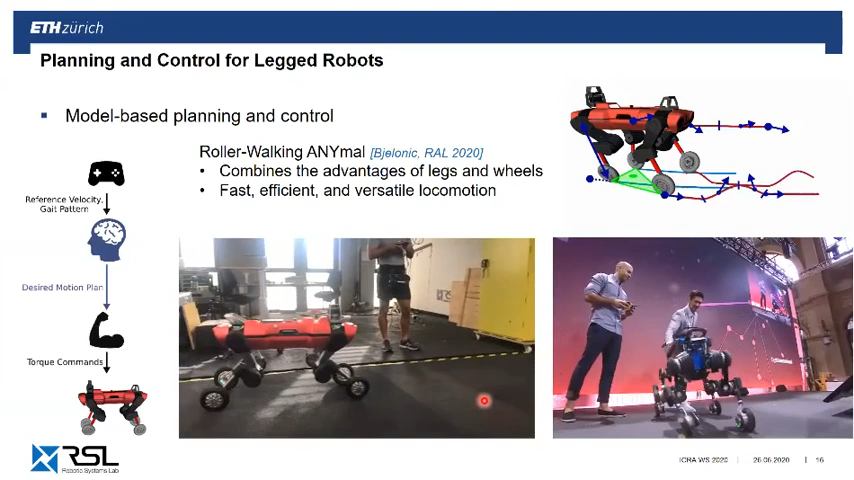 ETH zürich
Planning and Control for Legged Robots
▪ Model-based planning and control
Roller-Walking ANYmal [Bjelonic, RAL 2020]
• Combines the advantages of legs and wheels
• Fast, efficient, and versatile locomotion
Reference Velocity,
Gait Pattern
Desired Motion Plan
Torque Commands
RSL
Robotic Systems Lab
ICRA WS 2020 | 26.06.2020 | 16